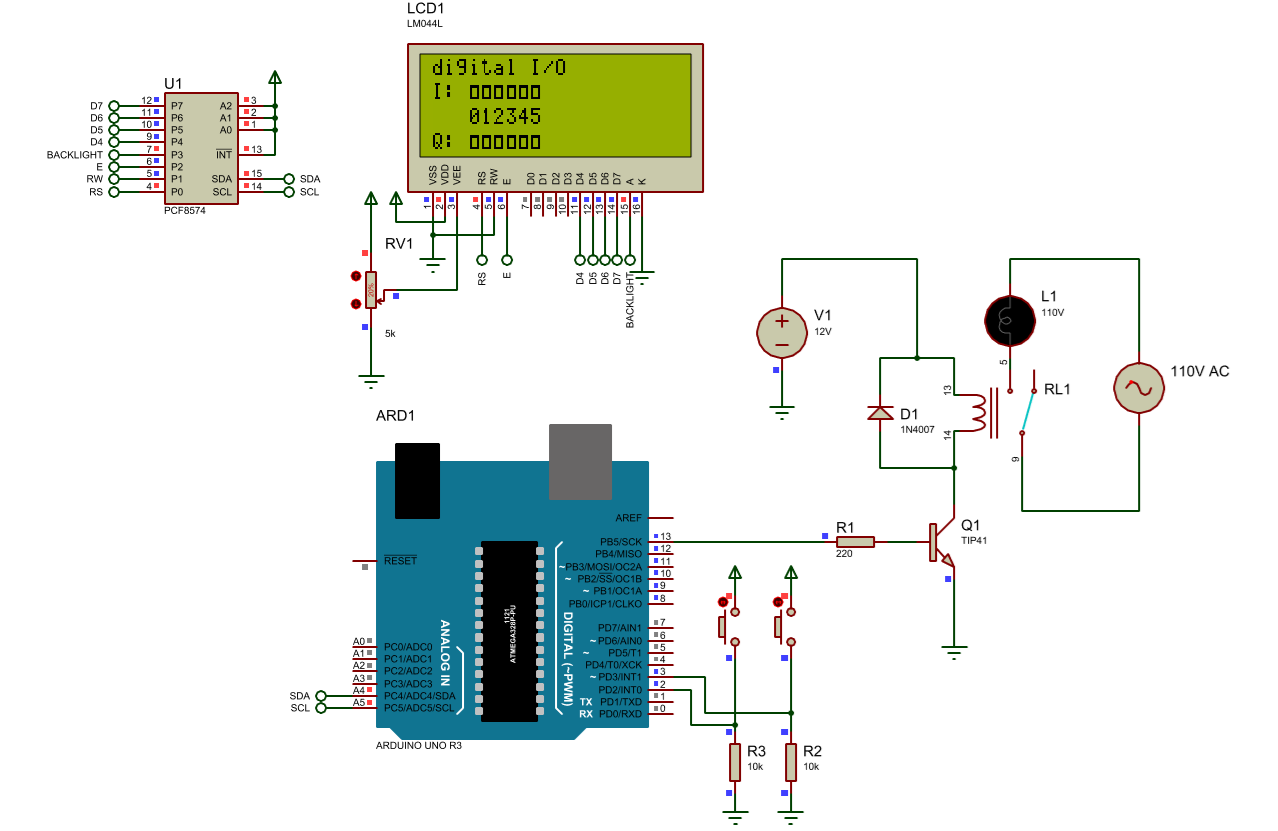 LCD1
LM044L
digital I/O
I: 000000
012345
Q: 000000
VSS
VDD
VEE
RS
RW
E
D0
D1
D2
D3
D4
D5
D6
D7
A
K
1
2
3
4
5
6
7
8
9
10
11
12
13
14
15
16
RS
E
D4
D5
D6
D7
BACKLIGHT
U1
D7 12 P7 A2 3
D6 11 P6 A1 2
D5 10 P5 A0 1
D4 9 P4
BACKLIGHT 7 P3 INT 13
E 6 P2
RW 5 P1 SDA 15 SDA
RS 4 P0 SCL 14 SCL
PCF8574
RV1
20%
5k
V1
12V
L1
110V
5
110V AC
RL1
9
13
14
D1
1N4007
R1
220
Q1
TIP41
ARD1
AREF
PB5/SCK 13
PB4/MISO 12
~PB3/MOSI/OC2A 11
~ PB2/SS/OC1B 10
~ PB1/OC1A 9
PB0/ICP1/CLKO 8
PD7/AIN1 7
~ PD6/AIN0 6
~ PD5/T1 5
PD4/T0/XCK 4
~ PD3/INT1 3
PD2/INT0 2
TX PD1/TXD 1
RX PD0/RXD 0
RESET
A0 PC0/ADC0
A1 PC1/ADC1
A2 PC2/ADC2
A3 PC3/ADC3
SDA A4 PC4/ADC4/SDA
SCL A5 PC5/ADC5/SCL
ANALOG IN
1121
ATMEGA328P-PU
DIGITAL (~PWM)
ARDUINO UNO R3
R3
10k
R2
10k